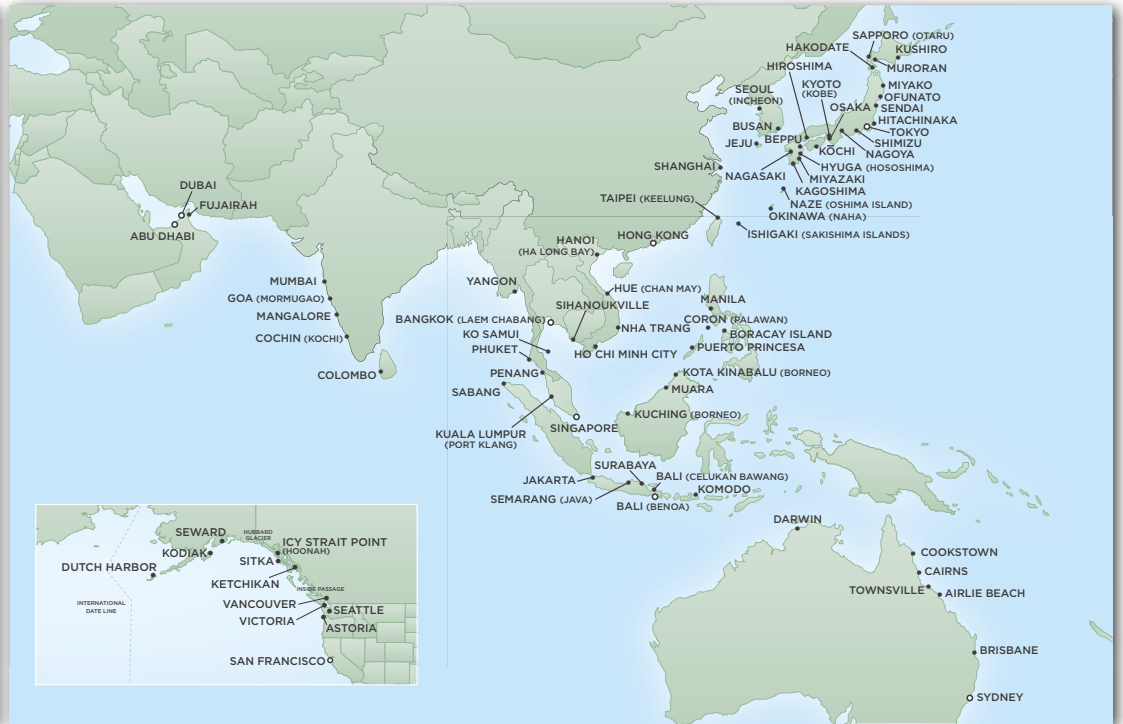 SAPPORO (OTARU)
HAKODATE
KUSHIRO
HIROSHIMA
MURORAN
KYOTO
(KOBE)
MIYAKO
SEOUL
(INCHEON)
OFUNATO
OSAKA
SENDAI
HITACHINAKA
BUSAN
TOKYO
BEPPU
JEJU
SHIMIZU
KOCHI
NAGOYA
SHANGHAI
HYUGA (HOSOSHIMA)
NAGASAKI
MIYAZAKI
KAGOSHIMA
TAIPEI (KEELUNG)
NAZE (OSHIMA ISLAND)
OKINAWA (NAHA)
ISHIGAKI (SAKISHIMA ISLANDS)
DUBAI
FUJAIRAH
ABU DHABI
HONG KONG
HANOI
(HA LONG BAY)
MUMBAI
YANGON
HUE (CHAN MAY)
GOA (MORMUGAO)
SIHANOUKVILLE
MANILA
MANGALORE
BANGKOK (LAEM CHABANG)
CORON (PALAWAN)
NHA TRANG
BORACAY ISLAND
COCHIN (KOCHI)
KO SAMUI
PHUKET
HO CHI MINH CITY
PUERTO PRINCESA
COLOMBO
PENANG
KOTA KINABALU (BORNEO)
SABANG
MUARA
KUCHING (BORNEO)
SINGAPORE
KUALA LUMPUR
(PORT KLANG)
SURABAYA
JAKARTA
BALI (CELUKAN BAWANG)
SEMARANG (JAVA)
KOMODO
BALI (BENOA)
DARWIN
COOKSTOWN
CAIRNS
TOWNSVILLE
AIRLIE BEACH
BRISBANE
SYDNEY
SEWARD
HUBBARD
GLACIER
ICY STRAIT POINT
(HOONAH)
KODIAK
SITKA
DUTCH HARBOR
KETCHIKAN
INSIDE PASSAGE
INTERNATIONAL
DATE LINE
VANCOUVER
SEATTLE
VICTORIA
ASTORIA
SAN FRANCISCO